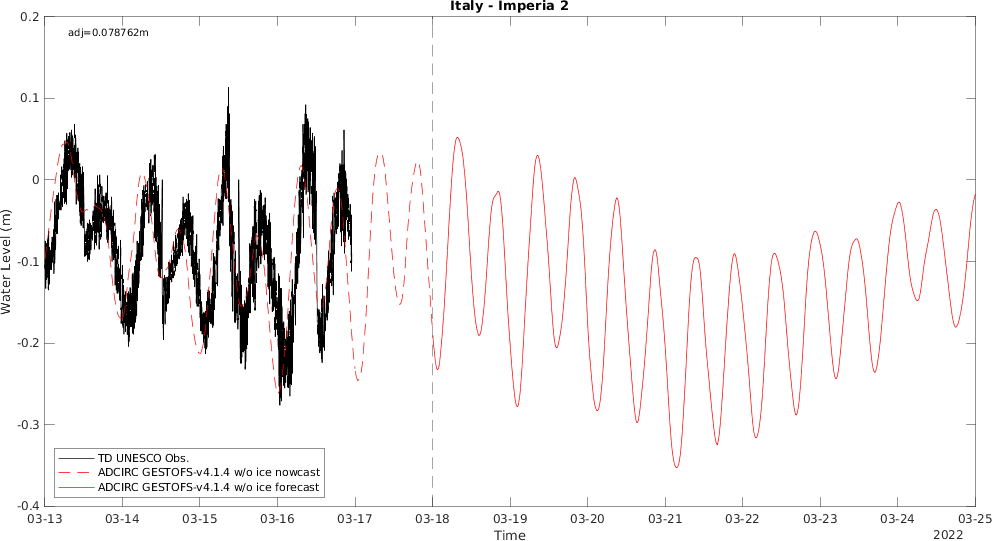 Italy - Imperia 2
adj=0.078762m
0.2
0.1
0
-0.1
-0.2
-0.3
-0.4
Water Level (m)
TD UNESCO Obs.
ADCIRC GESTOFS-v4.1.4 w/o ice nowcast
ADCIRC GESTOFS-v4.1.4 w/o ice forecast
03-13 03-14 03-15 03-16 03-17 03-18 03-19 03-20 03-21 03-22 03-23 03-24 03-25
Time
2022